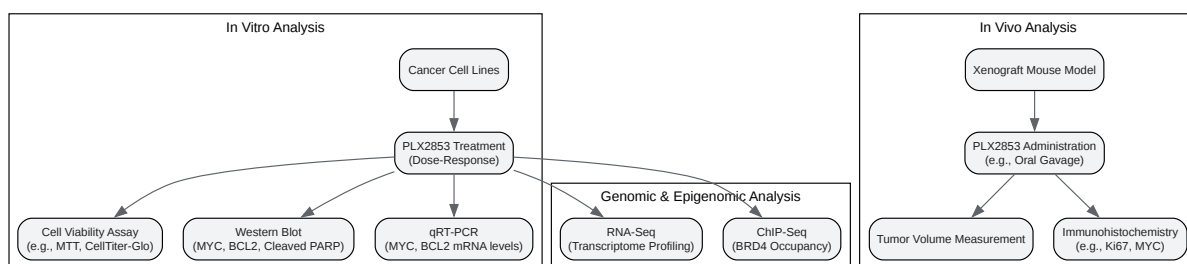 In Vitro Analysis
Cancer Cell Lines
PLX2853 Treatment
(Dose-Response)
Cell Viability Assay
(e.g., MTT, CellTiter-Glo)
Western Blot
(MYC, BCL2, Cleaved PARP)
qRT-PCR
(MYC, BCL2 mRNA levels)
Genomic & Epigenomic Analysis
RNA-Seq
(Transcriptome Profiling)
ChIP-Seq
(BRD4 Occupancy)
In Vivo Analysis
Xenograft Mouse Model
PLX2853 Administration
(e.g., Oral Gavage)
Tumor Volume Measurement
Immunohistochemistry
(e.g., Ki67, MYC)